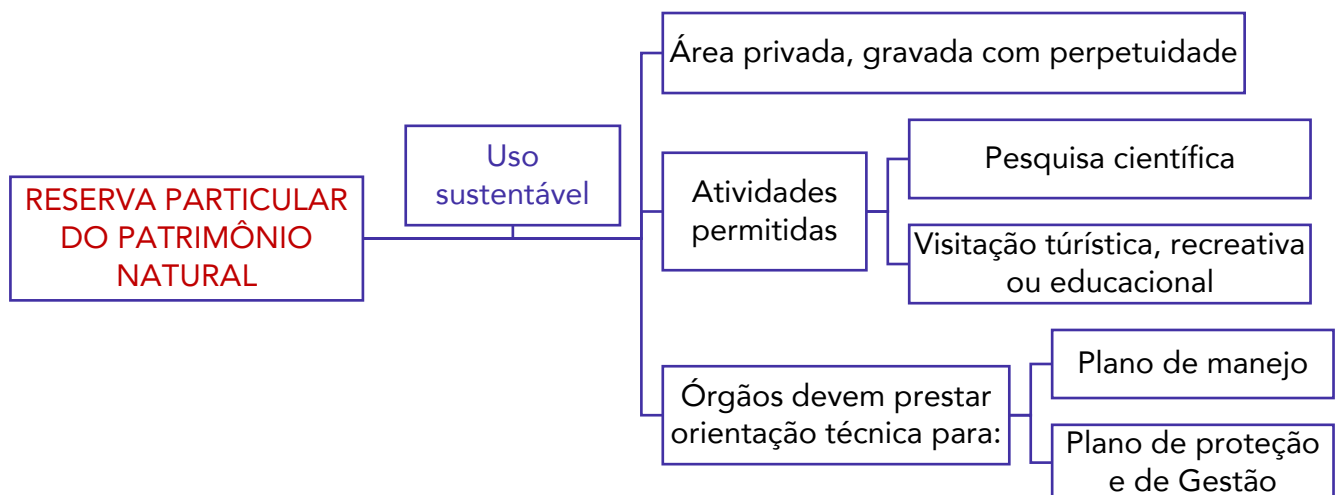 RESERVA PARTICULAR
DO PATRIMÔNIO
NATURAL
Uso
sustentável
Área privada, gravada com perpetuidade
Atividades
permitidas
Pesquisa científica
Visitação túrística, recreativa
ou educacional
Órgãos devem prestar
orientação técnica para:
Plano de manejo
Plano de proteção
e de Gestão